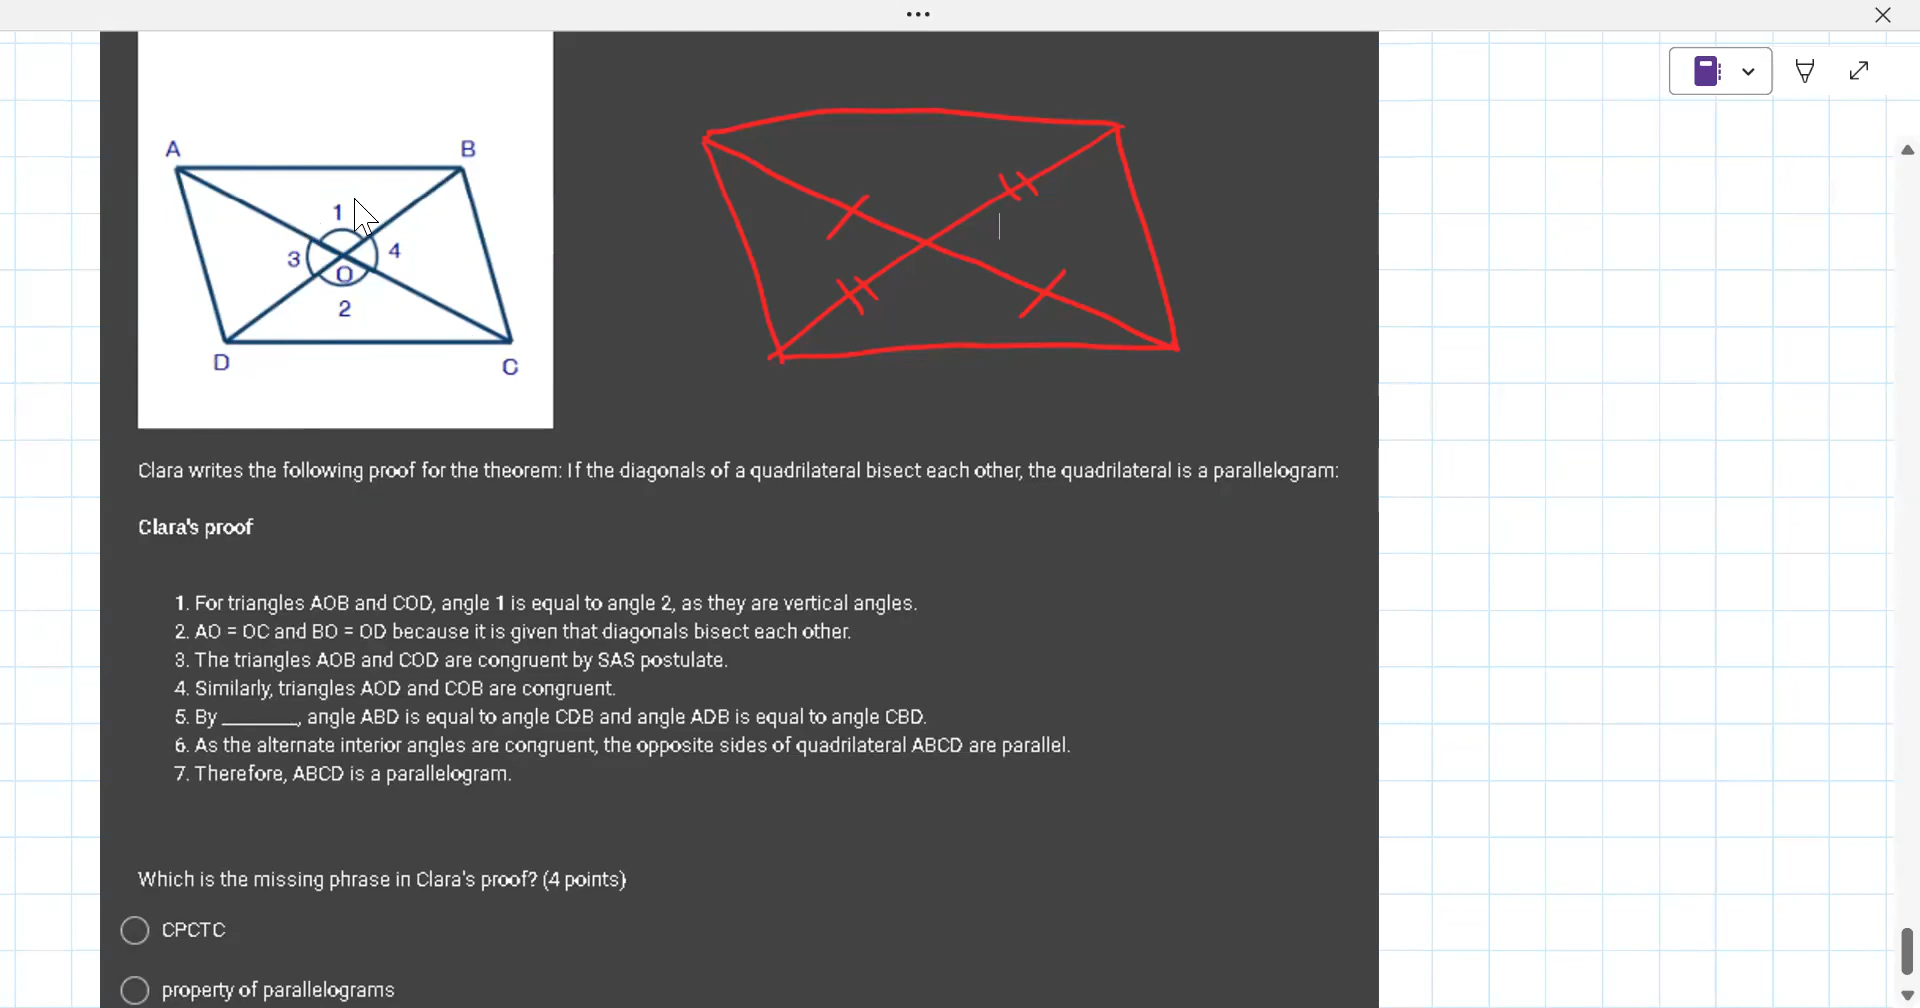 A
B
1
3
4
O
2
D
C
Clara writes the following proof for the theorem: If the diagonals of a quadrilateral bisect each other, the quadrilateral is a parallelogram:
Clara's proof
1. For triangles AOB and COD, angle 1 is equal to angle 2, as they are vertical angles.
2. AO = OC and BO = OD because it is given that diagonals bisect each other.
3. The triangles AOB and COD are congruent by SAS postulate.
4. Similarly, triangles AOD and COB are congruent.
5. By _______, angle ABD is equal to angle CDB and angle ADB is equal to angle CBD.
6. As the alternate interior angles are congruent, the opposite sides of quadrilateral ABCD are parallel.
7. Therefore, ABCD is a parallelogram.
Which is the missing phrase in Clara's proof? (4 points)
CPCTC
property of parallelograms